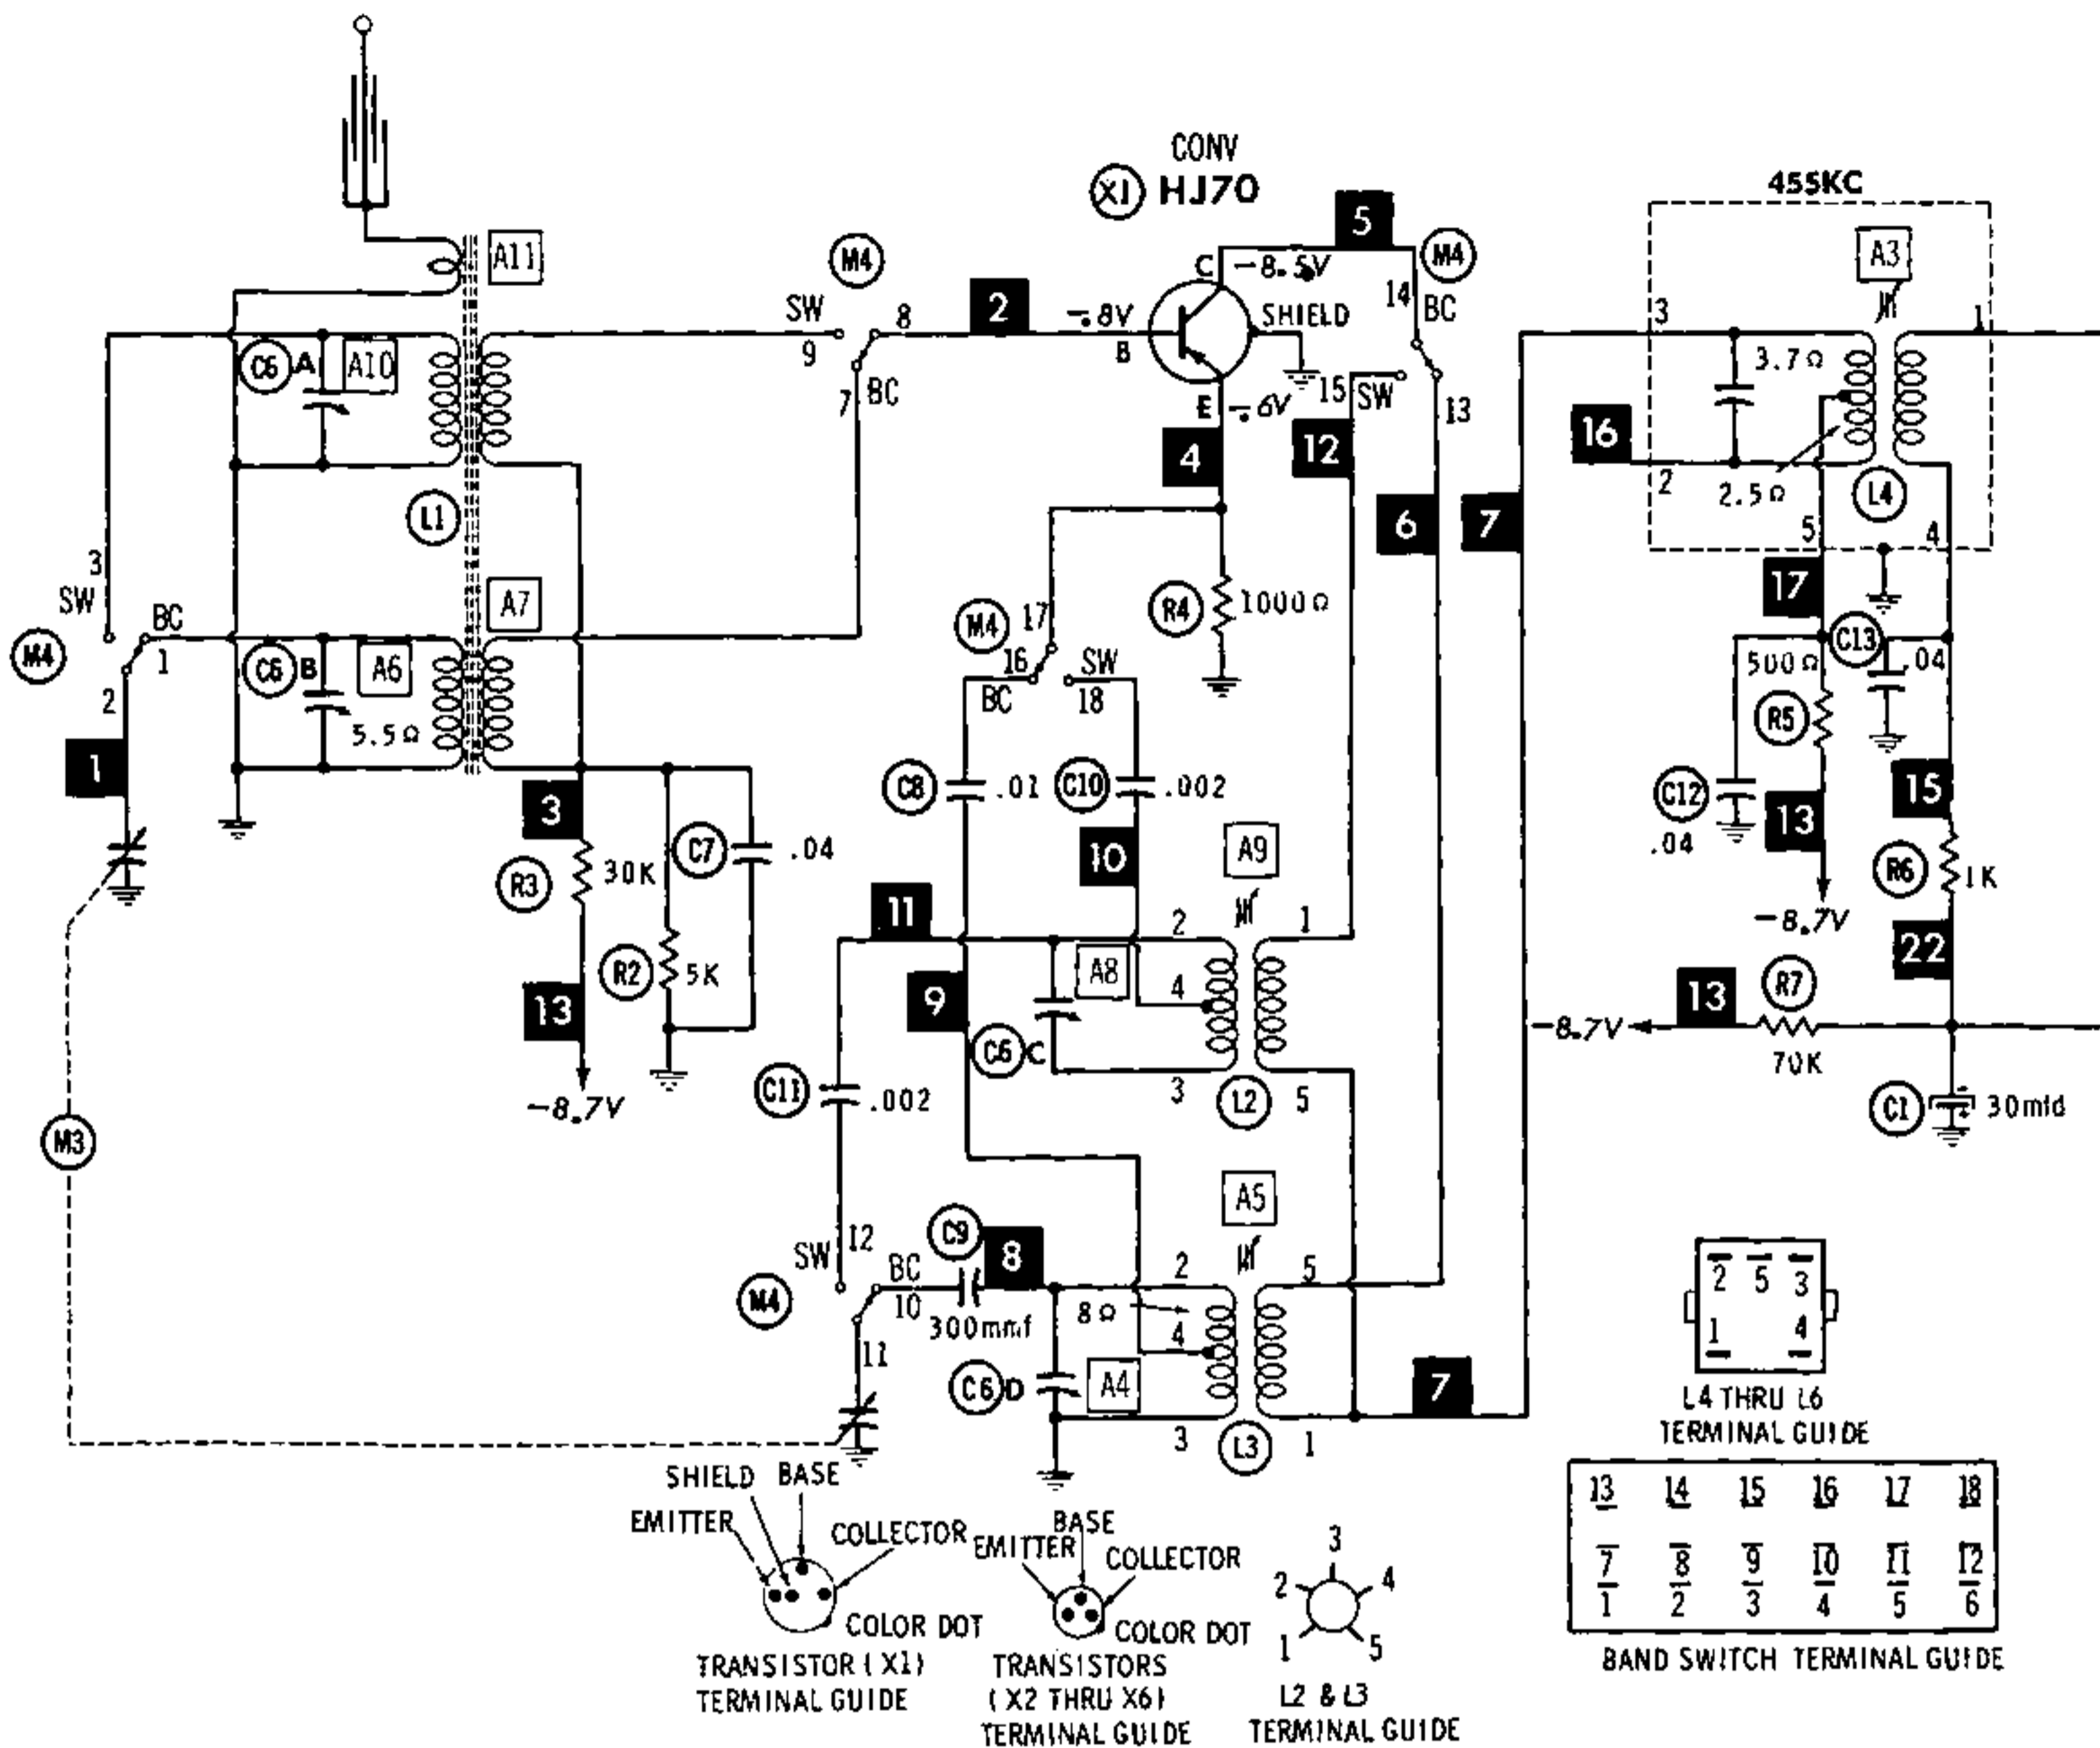 CONV
X1 HJ70
455KC
5
A11
M4
C -8.5V
M4
A3
SW
8
2
-.8V
14
BC
SHIELD
3
1
C6 A
A10
9
B
3.7Ω
7
BC
E -.6V
15
SW
13
16
4
12
2
2.5Ω
L4
L1
6
7
5
4
3
SW
BC
A7
17
M4
17
R4
1000Ω
C13
M4
1
C6 B
A6
16
SW
500Ω
.04
2
BC
18
5.5Ω
R5
1
C8
.01
C10
.002
C12
15
3
13
.04
C7
.04
10
A9
R3
30K
R6
1K
11
2
1
-8.7V
22
R2
5K
A8
4
13
R7
13
9
-8.7V
C6 C
70K
C11
.002
3
L2
5
C1
30mfd
-8.7V
M3
A5
C9
12
SW
8
2
5
BC
M4
10
8Ω
300mmf
4
11
C6 D
A4
7
3
L3
1
2 5 3
1 4
L4 THRU L6
TERMINAL GUIDE
SHIELD BASE
EMITTER
COLLECTOR
COLOR DOT
TRANSISTOR (X1)
TERMINAL GUIDE
BASE
EMITTER
COLLECTOR
COLOR DOT
TRANSISTORS
(X2 THRU X6)
TERMINAL GUIDE
3
2 4
1 5
L2 & L3
TERMINAL GUIDE
13 14 15 16 17 18
7 8 9 10 11 12
1 2 3 4 5 6
BAND SWITCH TERMINAL GUIDE